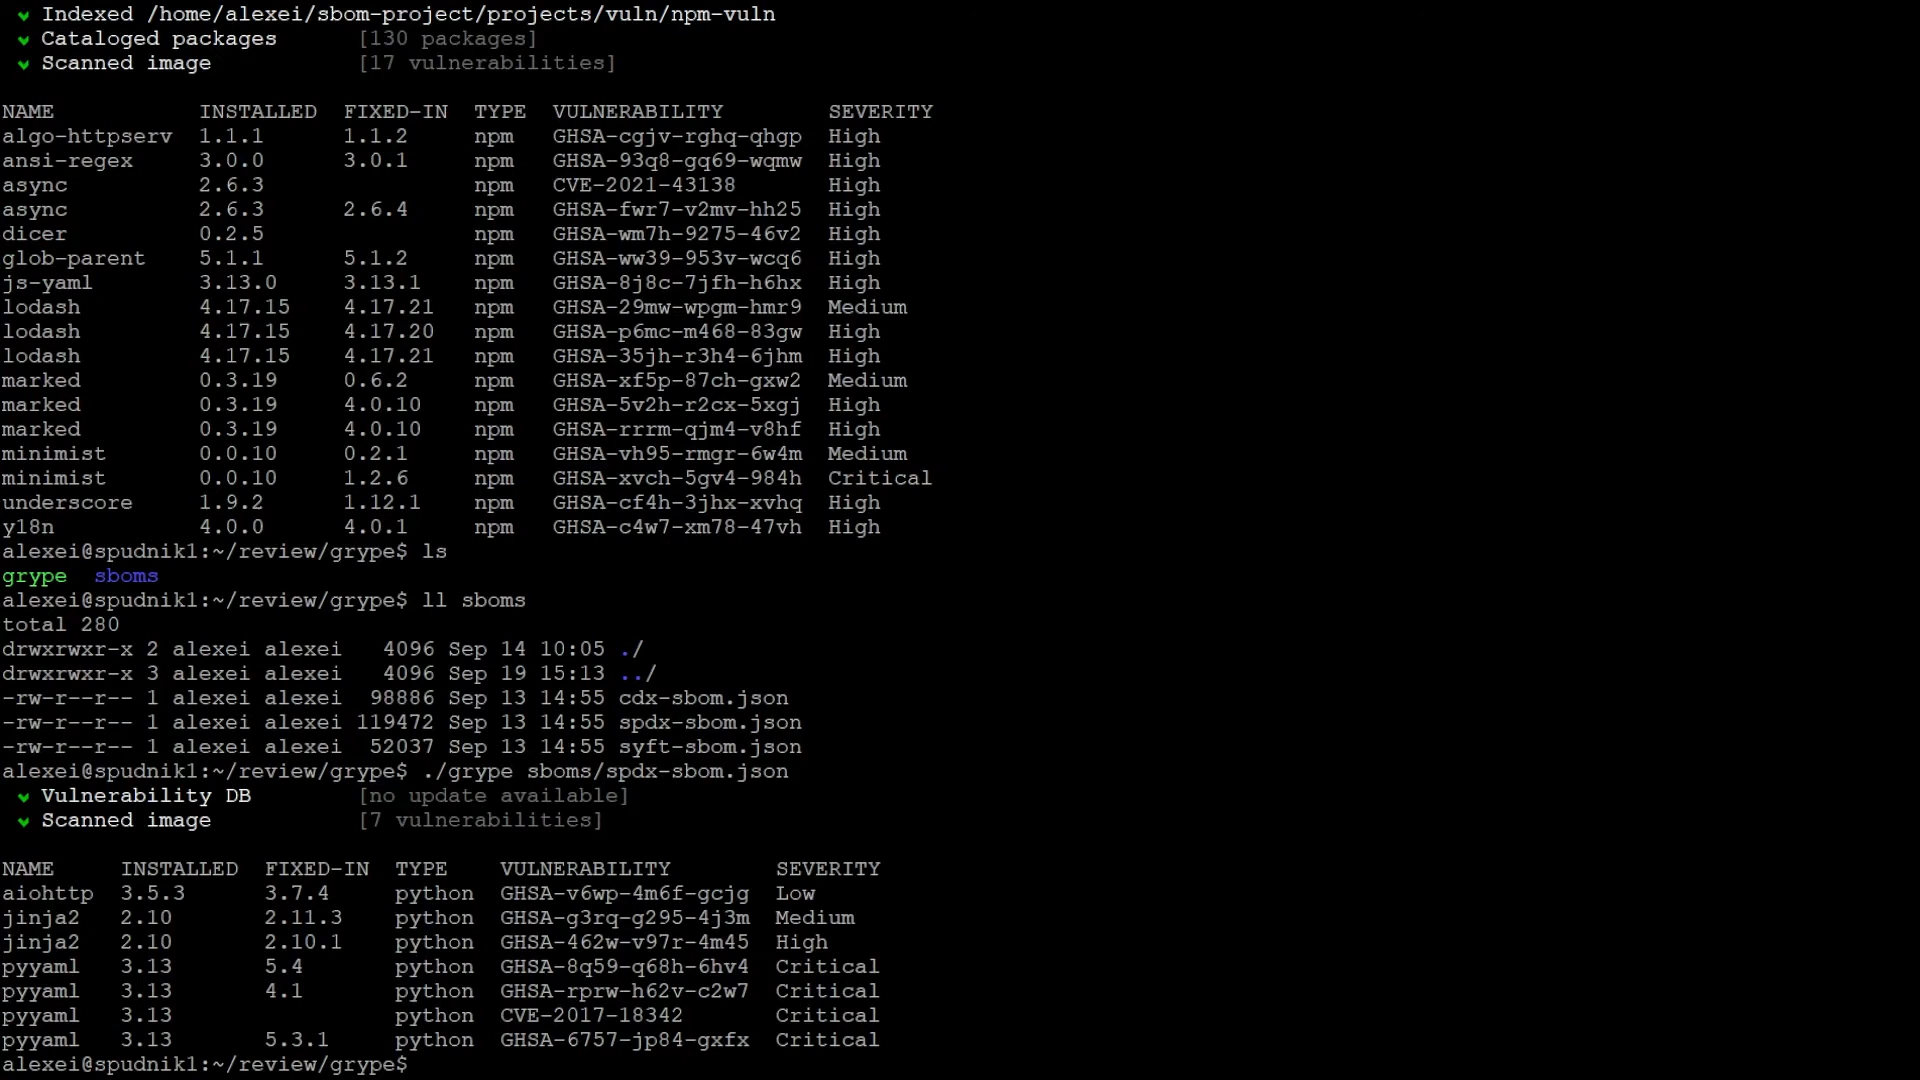 Indexed /home/alexei/sbom-project/projects/vuln/npm-vuln
Cataloged packages [130 packages]
Scanned image [17 vulnerabilities]
NAME INSTALLED FIXED-IN TYPE VULNERABILITY SEVERITY
algo-httpserv 1.1.1 1.1.2 npm GHSA-cgjv-rghq-qhgp High
ansi-regex 3.0.0 3.0.1 npm GHSA-93q8-gq69-wqmw High
async 2.6.3 npm CVE-2021-43138 High
async 2.6.3 2.6.4 npm GHSA-fwr7-v2mv-hh25 High
dicer 0.2.5 npm GHSA-wm7h-9275-46v2 High
glob-parent 5.1.1 5.1.2 npm GHSA-ww39-953v-wcq6 High
js-yaml 3.13.0 3.13.1 npm GHSA-8j8c-7jfh-h6hx High
lodash 4.17.15 4.17.21 npm GHSA-29mw-wpgm-hmr9 Medium
lodash 4.17.15 4.17.20 npm GHSA-p6mc-m468-83gw High
lodash 4.17.15 4.17.21 npm GHSA-35jh-r3h4-6jhm High
marked 0.3.19 0.6.2 npm GHSA-xf5p-87ch-gxw2 Medium
marked 0.3.19 4.0.10 npm GHSA-5v2h-r2cx-5xgj High
marked 0.3.19 4.0.10 npm GHSA-rrrm-qjm4-v8hf High
minimist 0.0.10 0.2.1 npm GHSA-vh95-rmgr-6w4m Medium
minimist 0.0.10 1.2.6 npm GHSA-xvch-5gv4-984h Critical
underscore 1.9.2 1.12.1 npm GHSA-cf4h-3jhx-xvhq High
y18n 4.0.0 4.0.1 npm GHSA-c4w7-xm78-47vh High
alexei@spudnik1:~/review/grype$ ls
grype sboms
alexei@spudnik1:~/review/grype$ ll sboms
total 280
drwxrwxr-x 2 alexei alexei 4096 Sep 14 10:05 ./
drwxrwxr-x 3 alexei alexei 4096 Sep 19 15:13 ../
-rw-r--r-- 1 alexei alexei 98886 Sep 13 14:55 cdx-sbom.json
-rw-r--r-- 1 alexei alexei 119472 Sep 13 14:55 spdx-sbom.json
-rw-r--r-- 1 alexei alexei 52037 Sep 13 14:55 syft-sbom.json
alexei@spudnik1:~/review/grype$ ./grype sboms/spdx-sbom.json
Vulnerability DB [no update available]
Scanned image [7 vulnerabilities]
NAME INSTALLED FIXED-IN TYPE VULNERABILITY SEVERITY
aiohttp 3.5.3 3.7.4 python GHSA-v6wp-4m6f-gcjg Low
jinja2 2.10 2.11.3 python GHSA-g3rq-g295-4j3m Medium
jinja2 2.10 2.10.1 python GHSA-462w-v97r-4m45 High
pyyaml 3.13 5.4 python GHSA-8q59-q68h-6hv4 Critical
pyyaml 3.13 4.1 python GHSA-rprw-h62v-c2w7 Critical
pyyaml 3.13 python CVE-2017-18342 Critical
pyyaml 3.13 5.3.1 python GHSA-6757-jp84-gxfx Critical
alexei@spudnik1:~/review/grype$